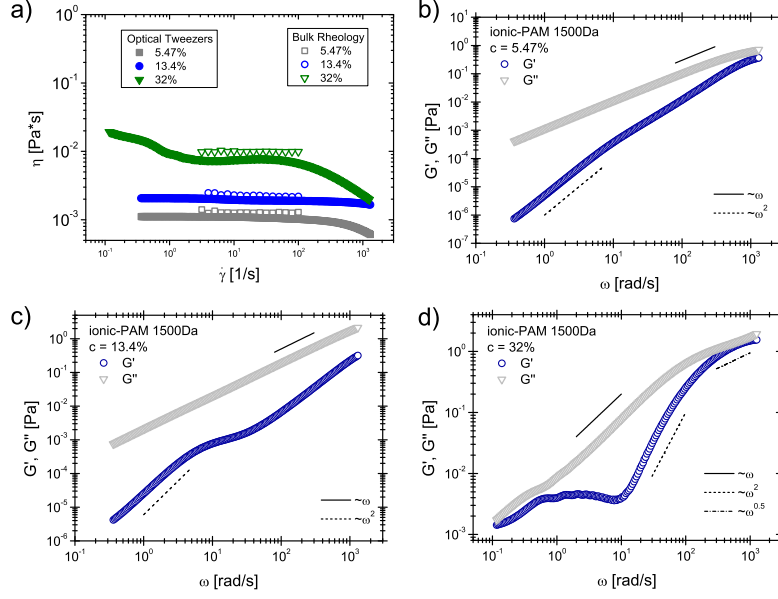 a)
Optical Tweezers
5.47%
13.4%
32%
Bulk Rheology
5.47%
13.4%
32%
10^0
10^-1
10^-2
10^-3
η [Pa*s]
10^-1 10^0 10^1 10^2 10^3
γ̇ [1/s]
b)
ionic-PAM 1500Da
c = 5.47%
G'
G''
~ω
~ω^2
10^1
10^0
10^-1
10^-2
10^-3
10^-4
10^-5
10^-6
10^-7
G', G'' [Pa]
10^0 10^1 10^2 10^3
ω [rad/s]
c)
ionic-PAM 1500Da
c = 13.4%
G'
G''
~ω
~ω^2
10^0
10^-1
10^-2
10^-3
10^-4
10^-5
10^-6
G', G'' [Pa]
10^0 10^1 10^2 10^3
ω [rad/s]
d)
ionic-PAM 1500Da
c = 32%
G'
G''
~ω
~ω^2
~ω^0.5
10^0
10^-1
10^-2
10^-3
G', G'' [Pa]
10^-1 10^0 10^1 10^2 10^3
ω [rad/s]